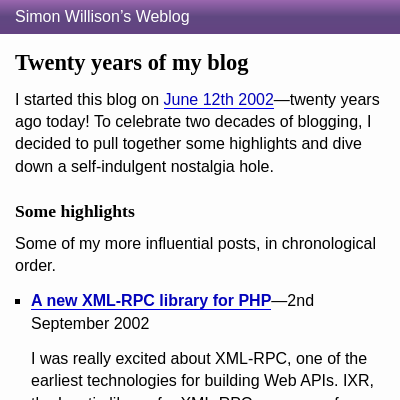 Simon Willison’s Weblog
Twenty years of my blog
I started this blog on June 12th 2002—twenty years
ago today! To celebrate two decades of blogging, I
decided to pull together some highlights and dive
down a self-indulgent nostalgia hole.
Some highlights
Some of my more influential posts, in chronological
order.
A new XML-RPC library for PHP—2nd
September 2002
I was really excited about XML-RPC, one of the
earliest technologies for building Web APIs. IXR,